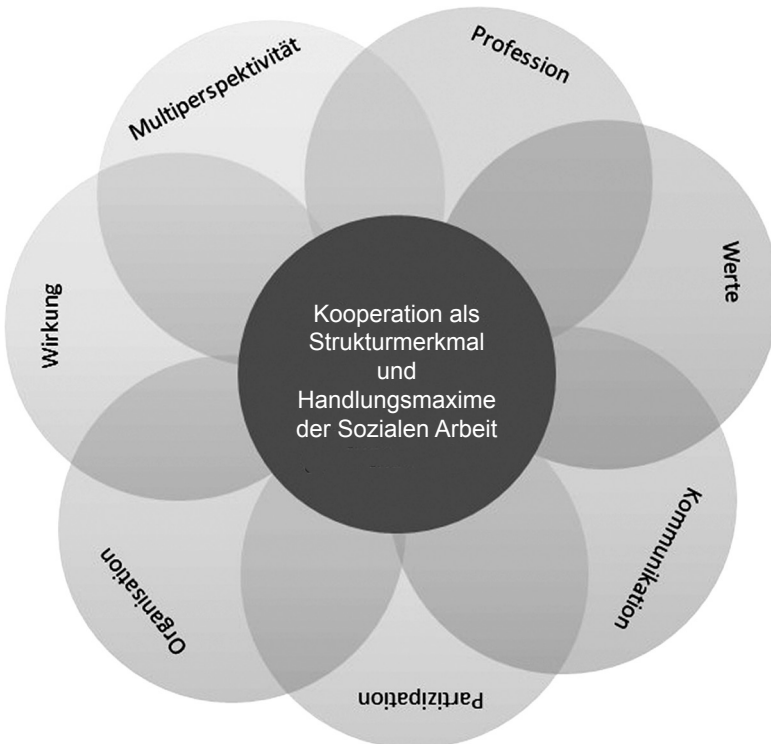 Multiperspektivität
Profession
Werte
Kommunikation
Partizipation
Organisation
Wirkung
Kooperation als
Strukturmerkmal
und
Handlungsmaxime
der Sozialen Arbeit